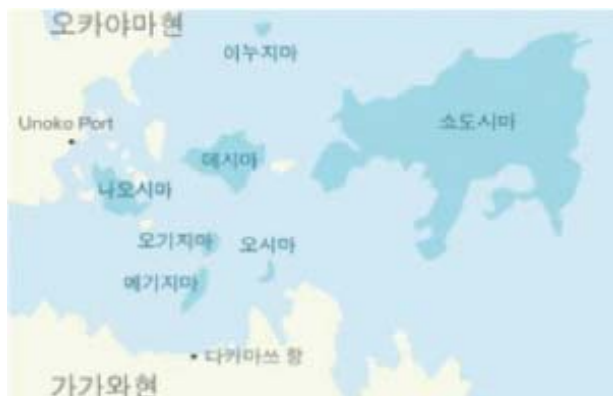 오카야마현
이누지마
Unoko Port
쇼도시마
데시마
나오시마
오기지마
오시마
메기지마
다카마쓰 항
가가와현